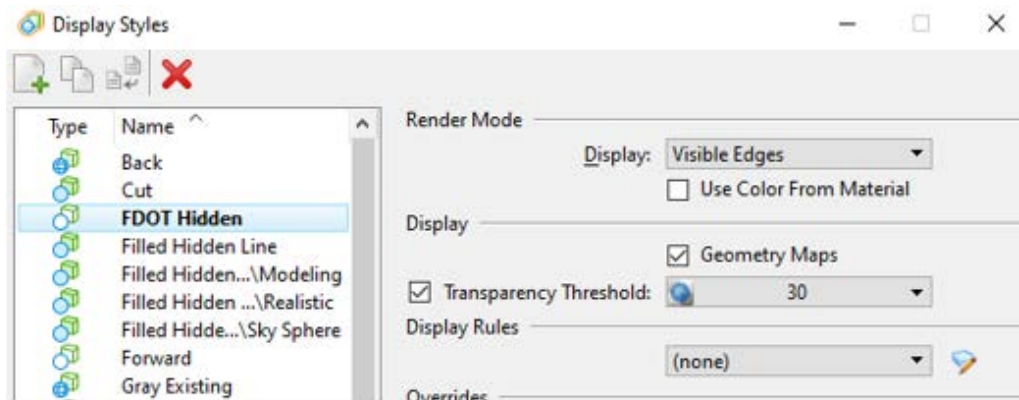 Display Styles
Type Name
Back
Cut
FDOT Hidden
Filled Hidden Line
Filled Hidden...\Modeling
Filled Hidden ...\Realistic
Filled Hidde...\Sky Sphere
Forward
Gray Existing
Render Mode
Display: Visible Edges
Use Color From Material
Display
Geometry Maps
Transparency Threshold: 30
Display Rules
(none)
Overrides